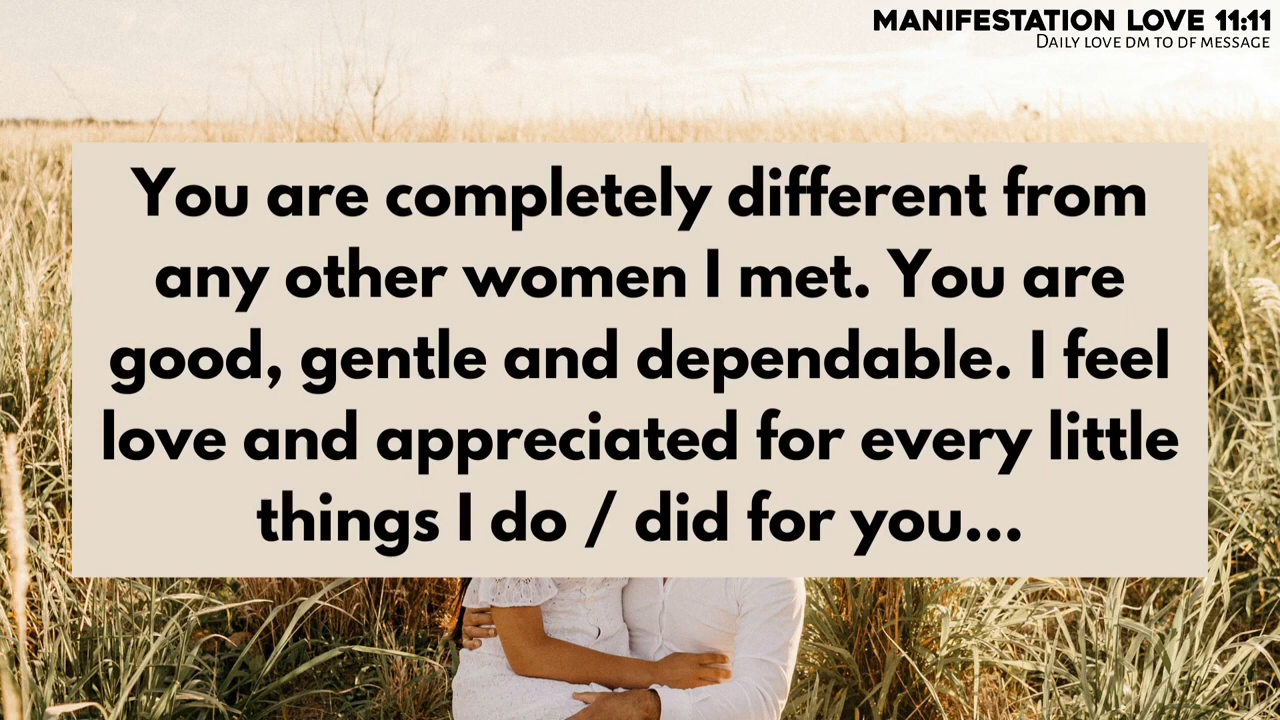 MANIFESTATION LOVE 11:11
DAILY LOVE DM TO DF MESSAGE
You are completely different from
any other women I met. You are
good, gentle and dependable. I feel
love and appreciated for every little
things I do / did for you...